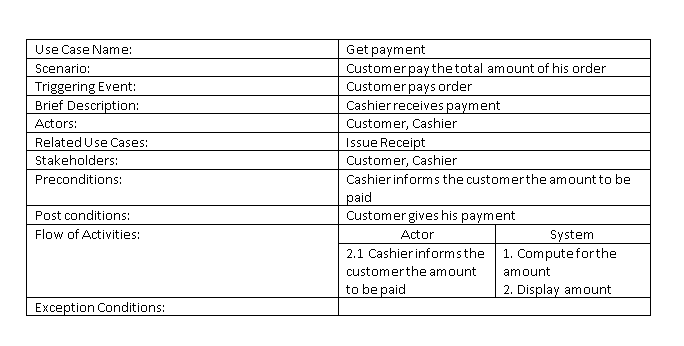 Use Case Name: Get payment
Scenario: Customer pay the total amount of his order
Triggering Event: Customer pays order
Brief Description: Cashier receives payment
Actors: Customer, Cashier
Related Use Cases: Issue Receipt
Stakeholders: Customer, Cashier
Preconditions: Cashier informs the customer the amount to be
paid
Post conditions: Customer gives his payment
Flow of Activities: Actor System
2.1 Cashier informs the 1. Compute for the
customer the amount amount
to be paid 2. Display amount
Exception Conditions: